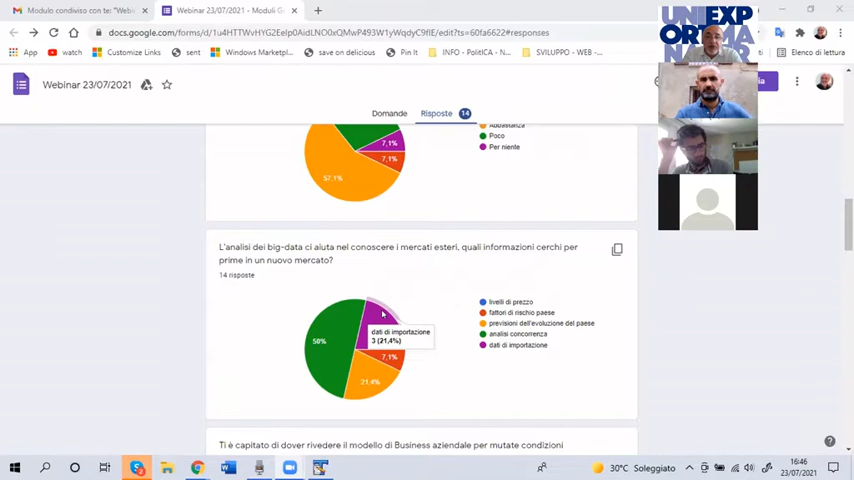 Modulo condiviso con te: "Webi
Webinar 23/07/2021 - Moduli G
docs.google.com/forms/d/1u4HTTWvHYG2EeIp0AidLNO0xQMwP493W1yWqdyC9fIE/edit?ts=60fa6622#responses
App
watch
Customize Links
sent
Windows Marketpla...
save on delicious
Pin It
INFO - PolitICA - N...
SVILUPPO - WEB -...
Elenco di lettura
UNIEXP
ORTMA
NAGER
Webinar 23/07/2021
Domande
Risposte
14
7,1%
7,1%
57,1%
Abbastanza
Poco
Per niente
L'analisi dei big-data ci aiuta nel conoscere i mercati esteri, quali informazioni cerchi per
prime in un nuovo mercato?
14 risposte
50%
dati di importazione
3 (21,4%)
7,1%
21,4%
livelli di prezzo
fattori di rischio paese
previsioni dell'evoluzione del paese
analisi concorrenza
dati di importazione
Ti è capitato di dover rivedere il modello di Business aziendale per mutate condizioni
30°C Soleggiato
16:46
23/07/2021